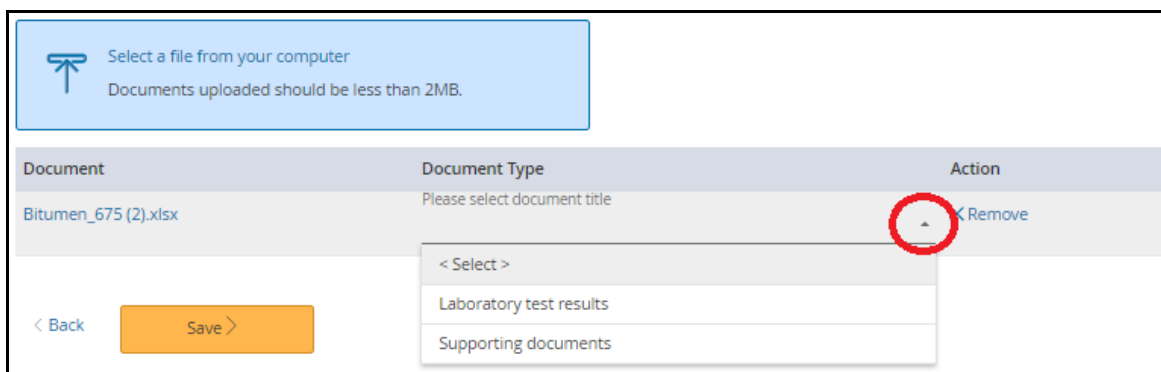 Select a file from your computer
Documents uploaded should be less than 2MB.
Document Document Type Action
Please select document title
Bitumen_675 (2).xlsx Remove
< Select >
Laboratory test results
Supporting documents
< Back Save >